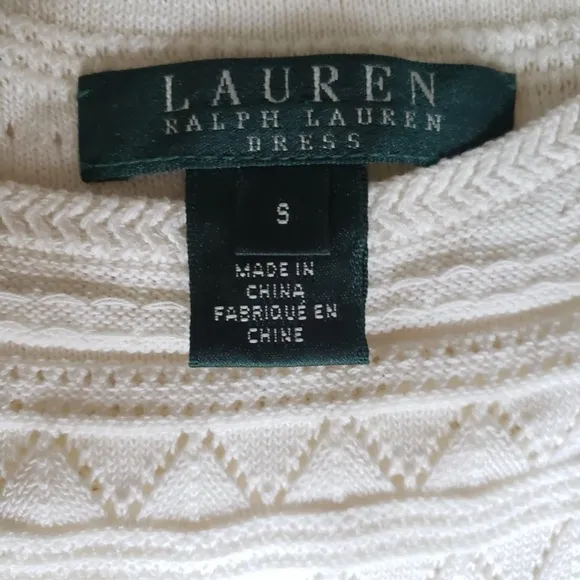 LAUREN
RALPH LAUREN
DRESS
S
MADE IN
CHINA
FABRIQUÉ EN
CHINE